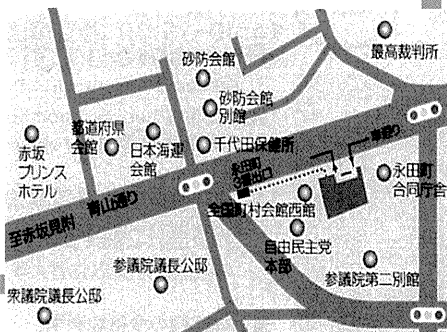 最高裁判所
砂防会館
砂防会館
別館
都道府県
会館
日本海運
会館
千代田保健所
赤坂
プリンス
ホテル
永田町
全国町村会館西館
永田町
合同庁舎
至赤坂見附 青山通り
自由民主党
本部
参議院第二別館
参議院議長公邸
衆議院議長公邸